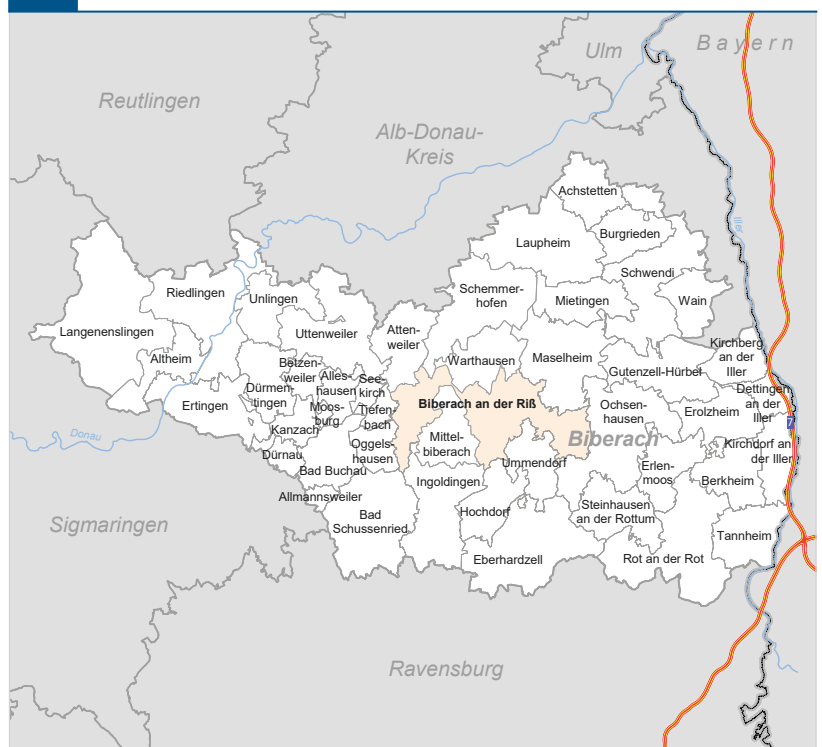 Bayern
Ulm
Reutlingen
Alb-Donau-
Kreis
Achstetten
Iller
Burgrieden
Laupheim
Schwendi
Riedlingen
Unlingen
Schemmer-
hofen
Mietingen
Wain
Langenenslingen
Uttenweiler
Atten-
weiler
Kirchberg
an der
Iller
Altheim
Warthausen
Maselheim
Gutenzell-Hürbel
Betzen-
weiler
Alles-
hausen
See-
kirch
Dürmen-
tingen
Dettingen
an der
Iller
Ertingen
Moos-
burg
Tiefen-
bach
Biberach an der Riß
Ochsen-
hausen
Erolzheim
7
Kanzach
Donau
Mittel-
biberach
Biberach
Kirchdorf an
der Iller
Oggels-
hausen
Dürnau
Bad Buchau
Ummendorf
Erlen-
moos
Ingoldingen
Berkheim
Allmannsweiler
Bad
Schussenried
Hochdorf
Steinhausen
an der Rottum
Sigmaringen
Tannheim
Eberhardzell
Rot an der Rot
Ravensburg